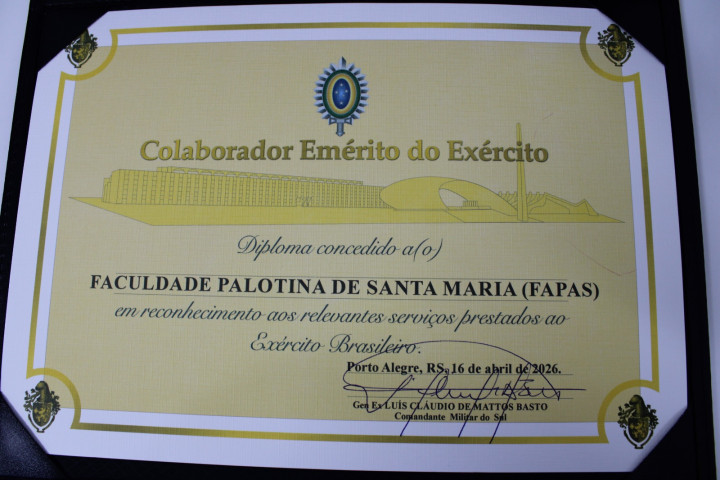 Colaborador Emérito do Exército
Diploma concedido a(o)
FACULDADE PALOTINA DE SANTA MARIA (FAPAS)
em reconhecimento aos relevantes serviços prestados ao
Exército Brasileiro.
Porto Alegre, RS, 16 de abril de 2026.
Gen Ex LUÍS CLÁUDIO DE MATTOS BASTO
Comandante Militar do Sul